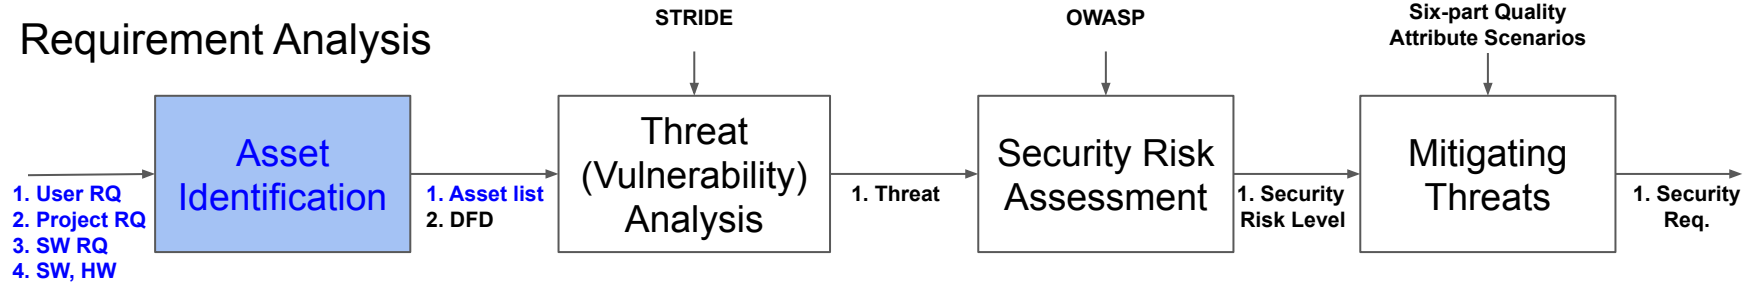 Requirement Analysis
STRIDE
OWASP
Six-part Quality
Attribute Scenarios
Asset
Identification
Threat
(Vulnerability)
Analysis
Security Risk
Assessment
Mitigating
Threats
1. User RQ
2. Project RQ
3. SW RQ
4. SW, HW
1. Asset list
2. DFD
1. Threat
1. Security
Risk Level
1. Security
Req.